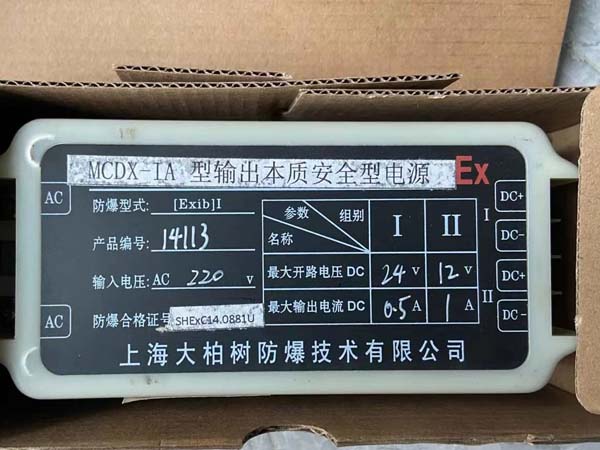 MCDX-IA 型输出本质安全型电源 Ex
AC
防爆型式: [Exib]I
产品编号: 14113
输入电压: AC 220 V
防爆合格证号 SHExC14.0881U
AC
参数 组别 名称 I II
最大开路电压 DC 24 V 12 V
最大输出电流 DC 0.5 A 1 A
DC+
I
DC-
DC+
II
DC-
上海大柏树防爆技术有限公司